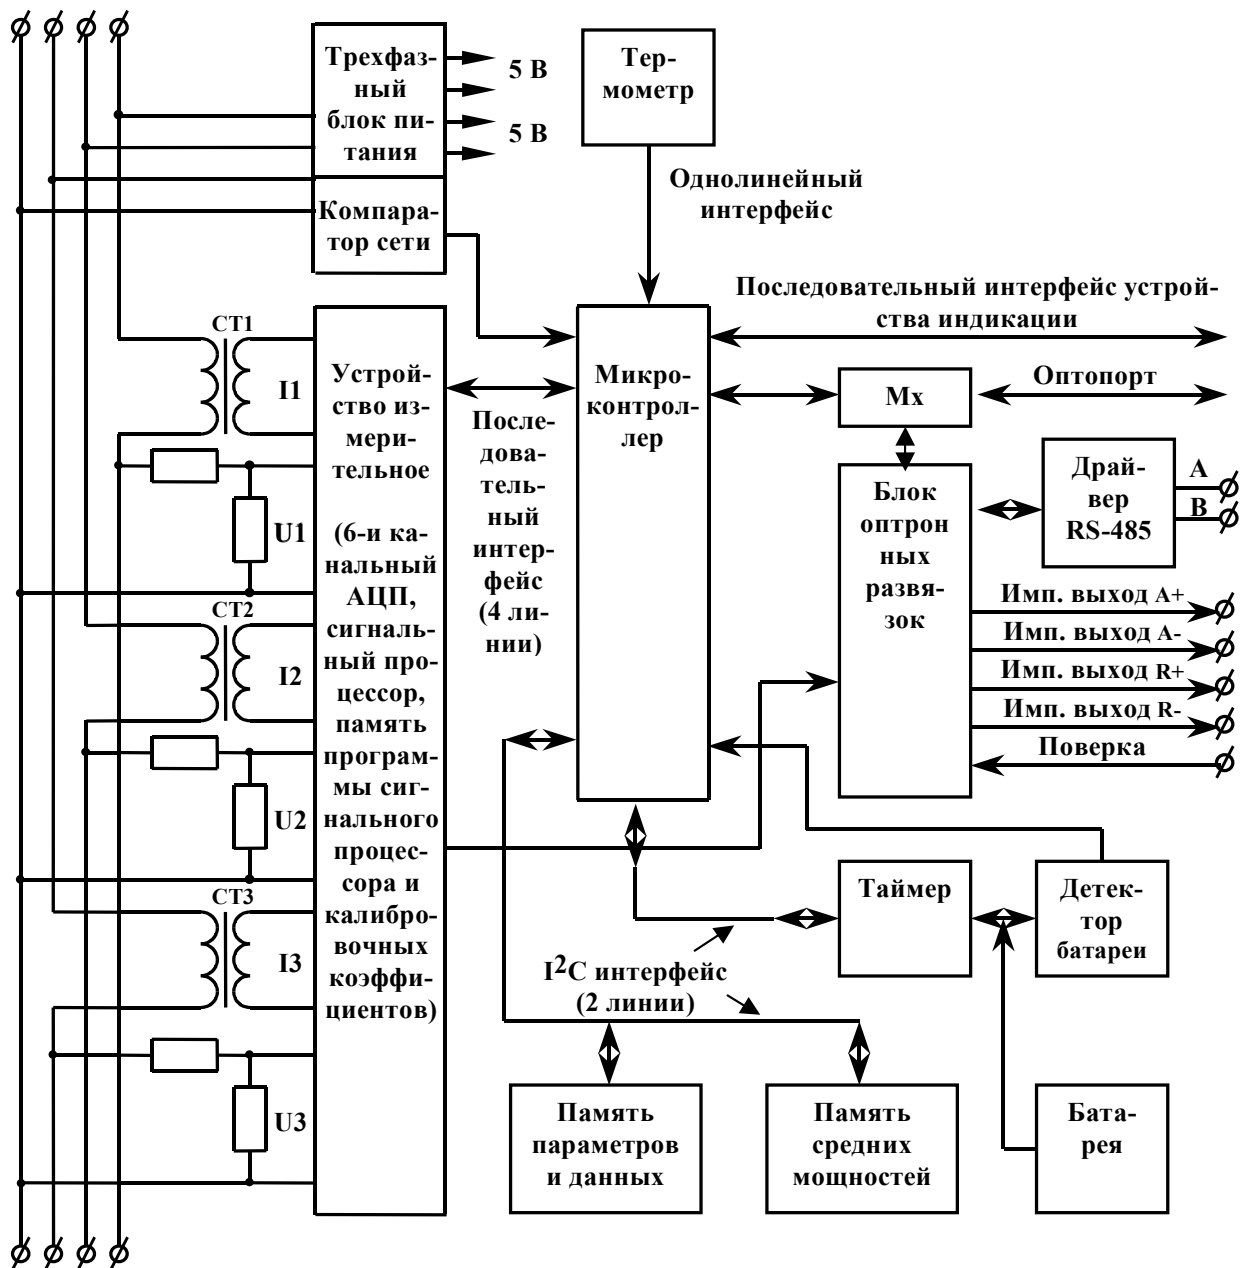 Трехфаз-
ный
блок пи-
тания
5 В
5 В
Тер-
мометр
Однолинейный
интерфейс
Компара-
тор сети
Последовательный интерфейс устрой-
ства индикации
CT1
I1
U1
CT2
I2
U2
CT3
I3
U3
Устрой-
ство из-
мери-
тельное
(6-и ка-
нальный
АЦП,
сигналь-
ный про-
цессор,
память
програм-
мы сиг-
нального
процес-
сора и
калибро-
вочных
коэффи-
циентов)
После-
дова-
тель-
ный
интер-
фейс
(4 ли-
нии)
Микро-
контрол-
лер
Мх
Оптопорт
Блок
оптрон
ных
развя-
зок
Драй-
вер
RS-485
A
B
Имп. выход А+
Имп. выход А-
Имп. выход R+
Имп. выход R-
Поверка
Таймер
Детек-
тор
батареи
I2C интерфейс
(2 линии)
Память
параметров
и данных
Память
средних
мощностей
Бата-
рея